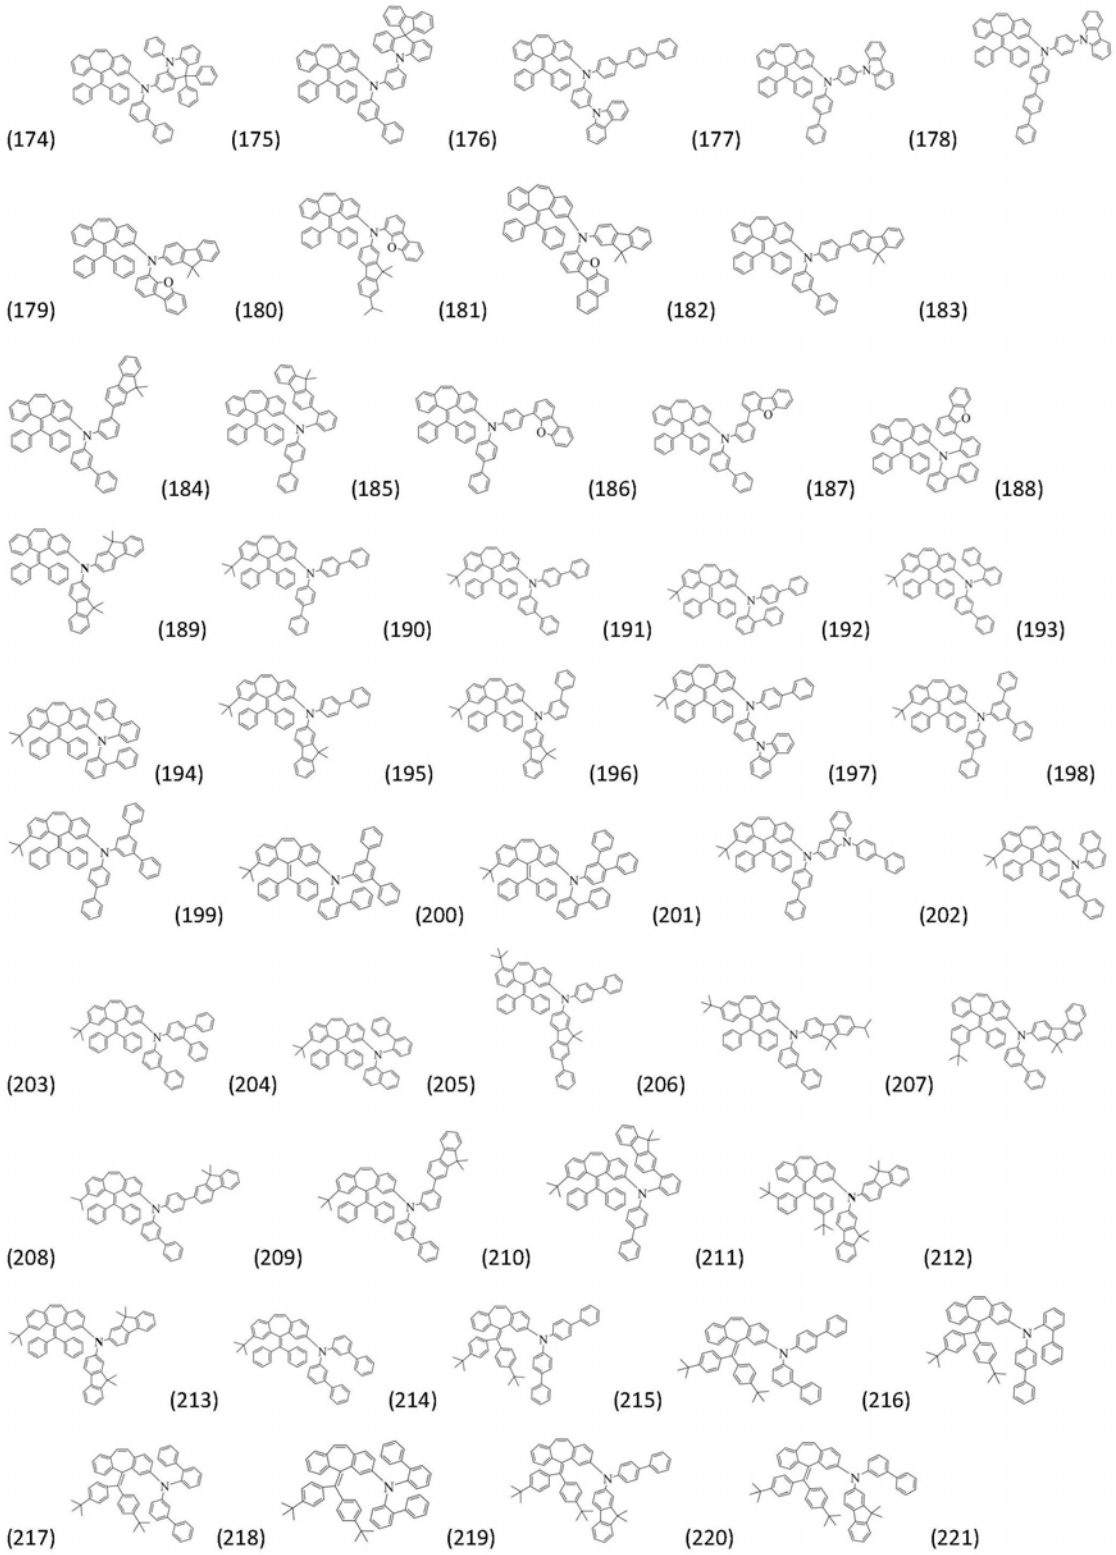 (174) (175) (176) (177) (178)
(179) (180) (181) (182) (183)
(184) (185) (186) (187) (188)
(189) (190) (191) (192) (193)
(194) (195) (196) (197) (198)
(199) (200) (201) (202)
(203) (204) (205) (206) (207)
(208) (209) (210) (211) (212)
(213) (214) (215) (216)
(217) (218) (219) (220) (221)